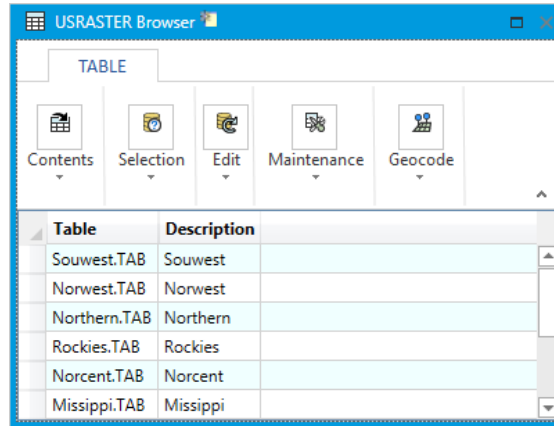 USRASTER Browser
TABLE
Contents Selection Edit Maintenance Geocode
Table Description
Souwest.TAB Souwest
Norwest.TAB Norwest
Northern.TAB Northern
Rockies.TAB Rockies
Norcent.TAB Norcent
Missippi.TAB Missippi